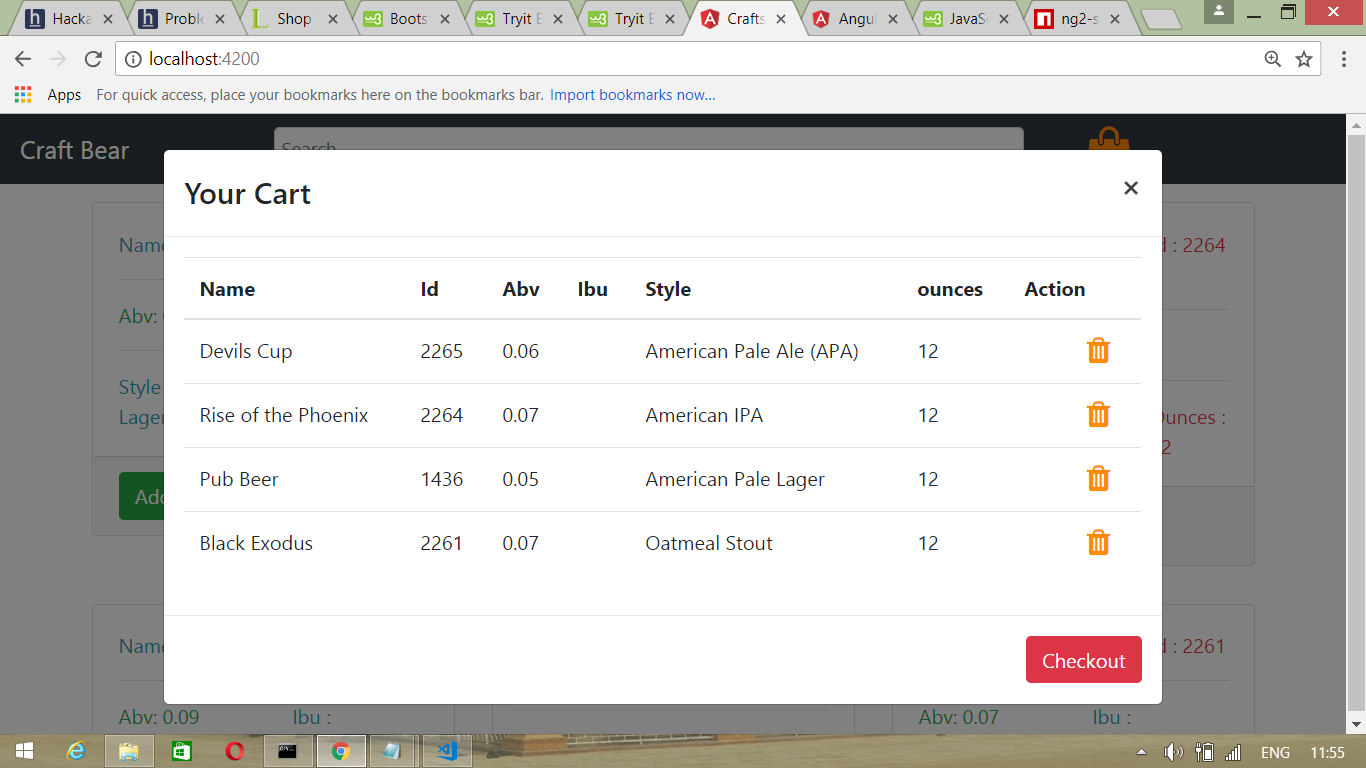 Hacka
Proble
Shop
Boots
Tryit E
Tryit E
Crafts
Angul
JavaSc
ng2-s
localhost:4200
Apps For quick access, place your bookmarks here on the bookmarks bar. Import bookmarks now...
Craft Bear
Search
Your Cart ×
Name Id Abv Ibu Style ounces Action
Devils Cup 2265 0.06 American Pale Ale (APA) 12
Rise of the Phoenix 2264 0.07 American IPA 12
Pub Beer 1436 0.05 American Pale Lager 12
Black Exodus 2261 0.07 Oatmeal Stout 12
Checkout
Name
Abv:
Style
Lager
Add
d : 2264
Ounces :
2
Name
d : 2261
Abv: 0.09 Ibu :
Abv: 0.07 Ibu :
ENG 11:55